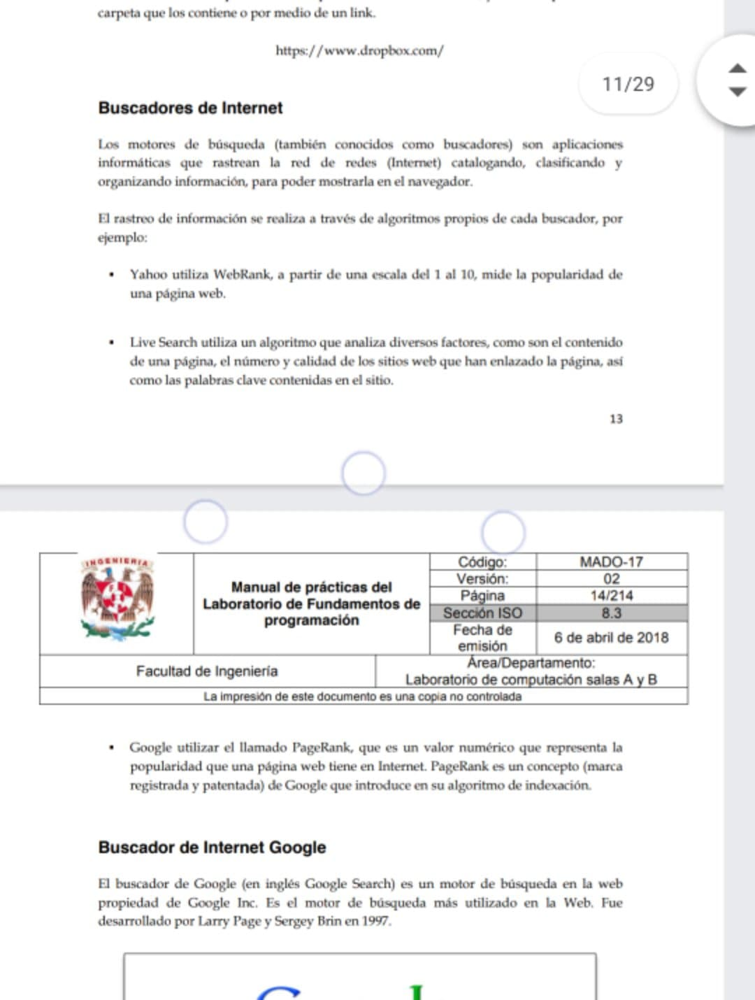 carpeta que los contiene o por medio de un link.
https://www.dropbox.com/
11/29
Buscadores de Internet
Los motores de búsqueda (también conocidos como buscadores) son aplicaciones
informáticas que rastrean la red de redes (Internet) catalogando, clasificando y
organizando información, para poder mostrarla en el navegador.
El rastreo de información se realiza a través de algoritmos propios de cada buscador, por
ejemplo:
▪ Yahoo utiliza WebRank, a partir de una escala del 1 al 10, mide la popularidad de
una página web.
▪ Live Search utiliza un algoritmo que analiza diversos factores, como son el contenido
de una página, el número y calidad de los sitios web que han enlazado la página, así
como las palabras clave contenidas en el sitio.
13
INGENIERIA
Manual de prácticas del
Laboratorio de Fundamentos de
programación
Código: MADO-17
Versión: 02
Página 14/214
Sección ISO 8.3
Fecha de
emisión 6 de abril de 2018
Facultad de Ingeniería
Área/Departamento:
Laboratorio de computación salas A y B
La impresión de este documento es una copia no controlada
▪ Google utilizar el llamado PageRank, que es un valor numérico que representa la
popularidad que una página web tiene en Internet. PageRank es un concepto (marca
registrada y patentada) de Google que introduce en su algoritmo de indexación.
Buscador de Internet Google
El buscador de Google (en inglés Google Search) es un motor de búsqueda en la web
propiedad de Google Inc. Es el motor de búsqueda más utilizado en la Web. Fue
desarrollado por Larry Page y Sergey Brin en 1997.